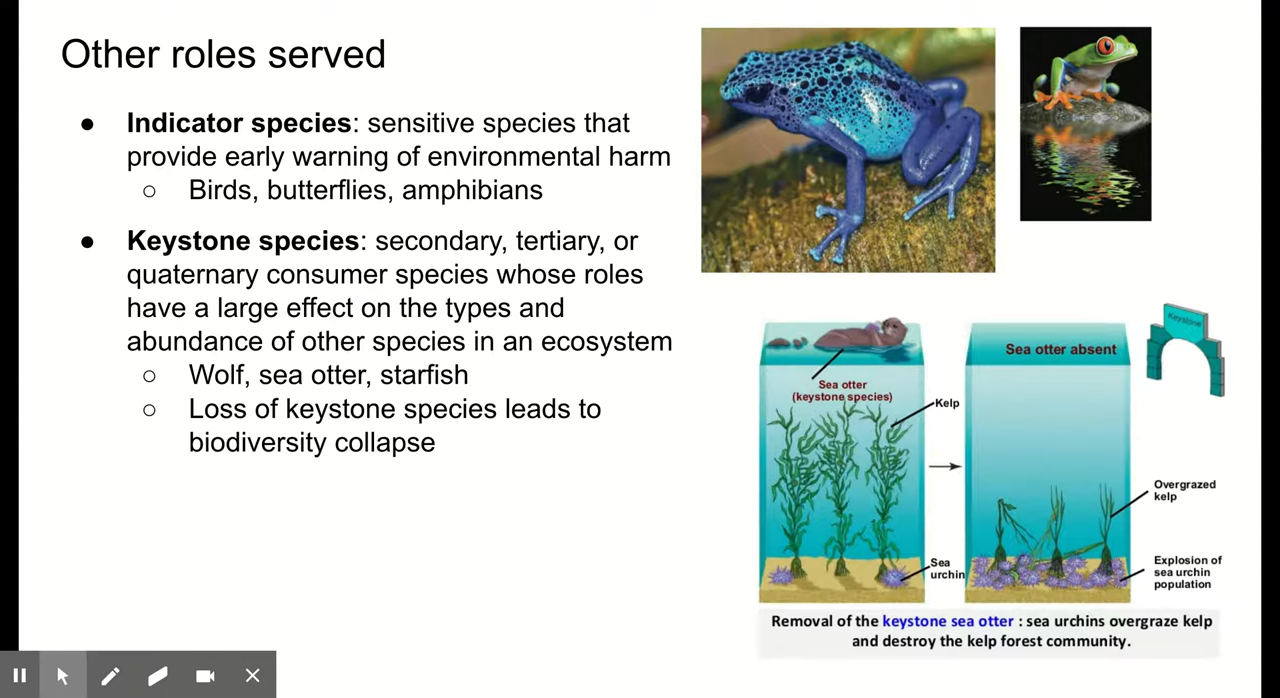 Other roles served
● Indicator species: sensitive species that
provide early warning of environmental harm
○ Birds, butterflies, amphibians
● Keystone species: secondary, tertiary, or
quaternary consumer species whose roles
have a large effect on the types and
abundance of other species in an ecosystem
○ Wolf, sea otter, starfish
○ Loss of keystone species leads to
biodiversity collapse
Keystone
Sea otter
(keystone species)
Kelp
Sea
urchin
Sea otter absent
Overgrazed
kelp
Explosion of
sea urchin
population
Removal of the keystone sea otter : sea urchins overgraze kelp
and destroy the kelp forest community.